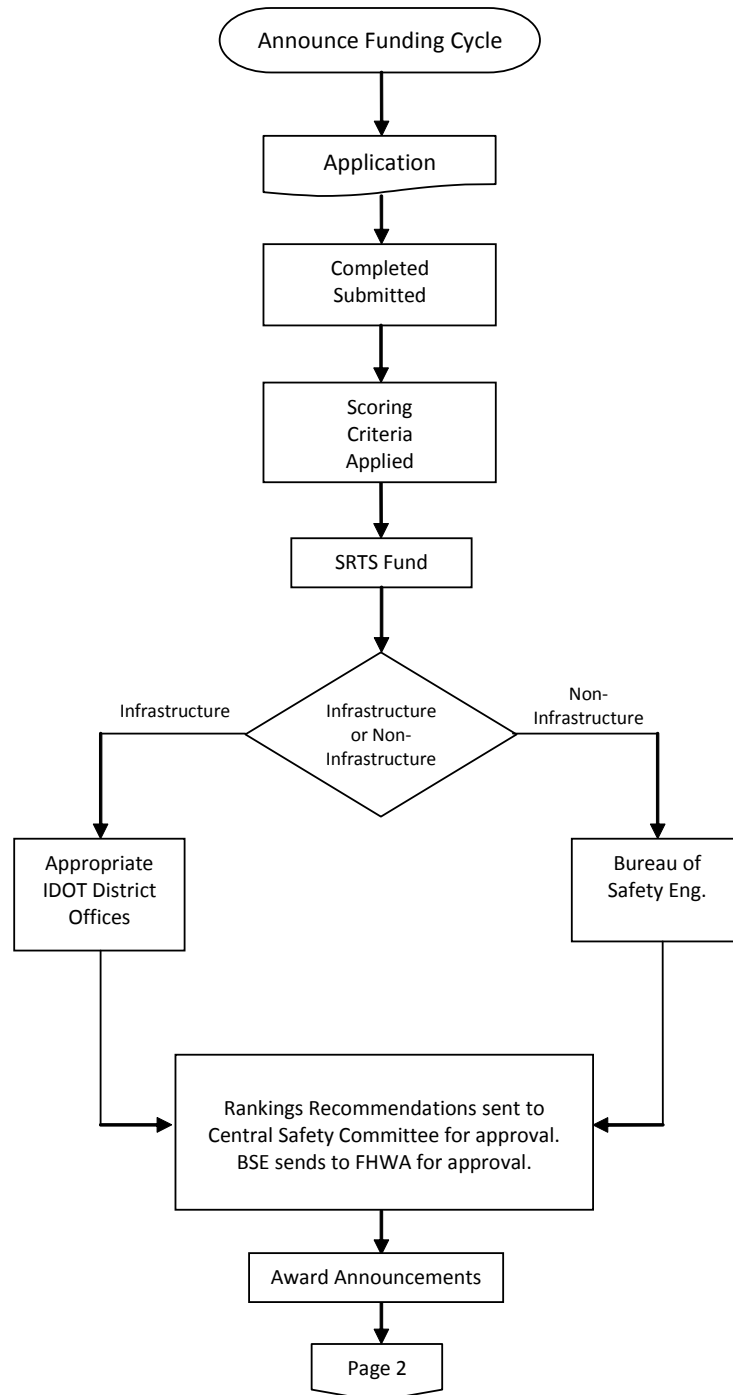 Announce Funding Cycle
Application
Completed
Submitted
Scoring
Criteria
Applied
SRTS Fund
Infrastructure
Infrastructure
or Non-
Infrastructure
Non-
Infrastructure
Appropriate
IDOT District
Offices
Bureau of
Safety Eng.
Rankings Recommendations sent to
Central Safety Committee for approval.
BSE sends to FHWA for approval.
Award Announcements
Page 2